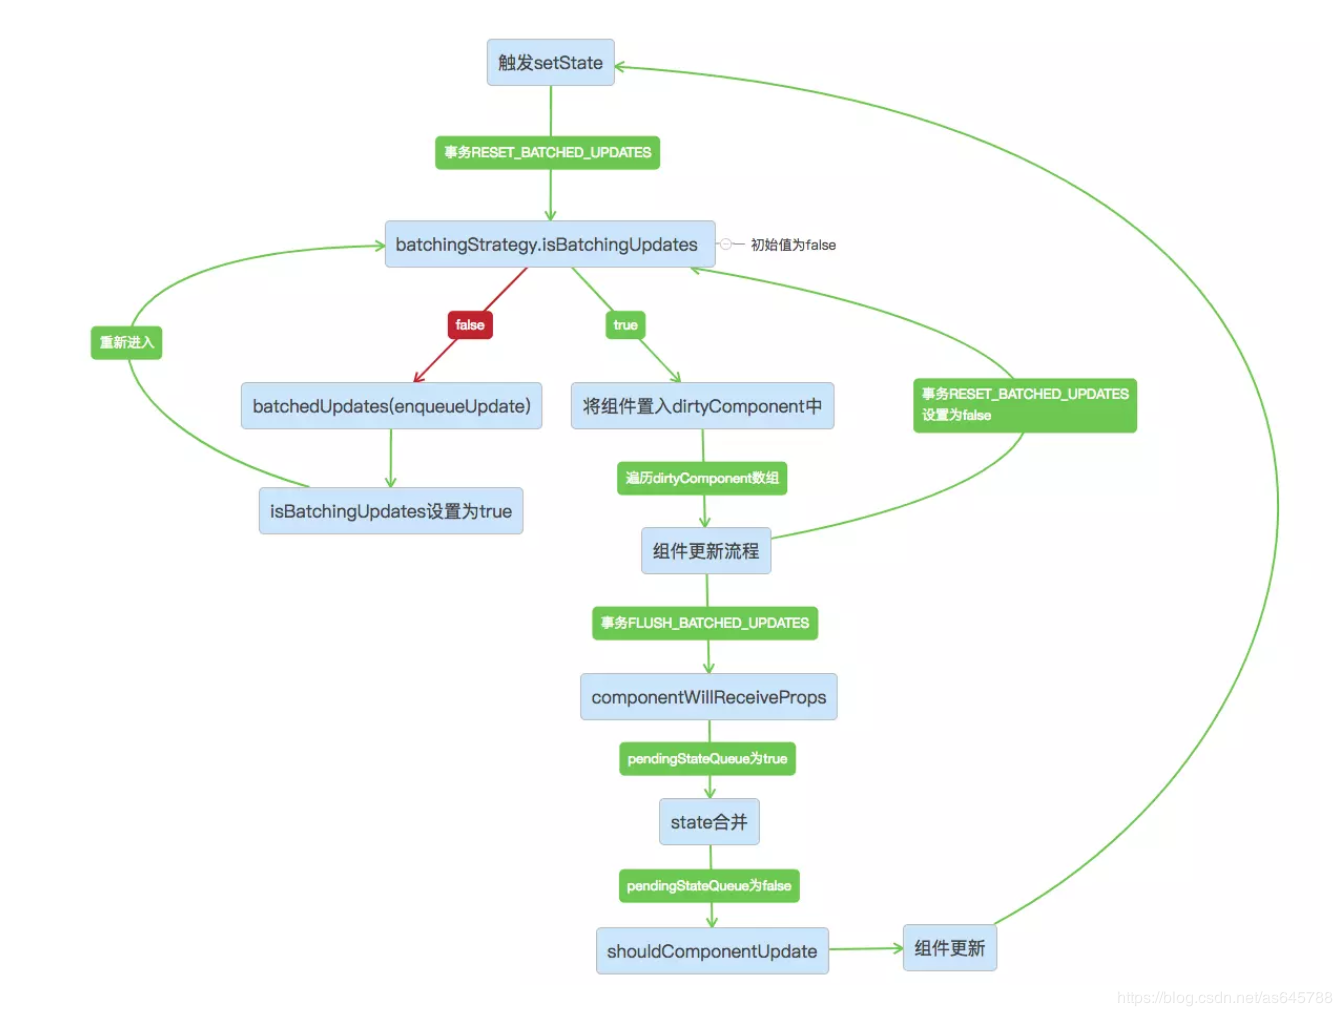 触发setState
事务RESET_BATCHED_UPDATES
batchingStrategy.isBatchingUpdates
初始值为false
false
true
重新进入
batchedUpdates(enqueueUpdate)
将组件置入dirtyComponent中
事务RESET_BATCHED_UPDATES
设置为false
遍历dirtyComponent数组
isBatchingUpdates设置为true
组件更新流程
事务FLUSH_BATCHED_UPDATES
componentWillReceiveProps
pendingStateQueue为true
state合并
pendingStateQueue为false
shouldComponentUpdate
组件更新
https://blog.csdn.net/as645788